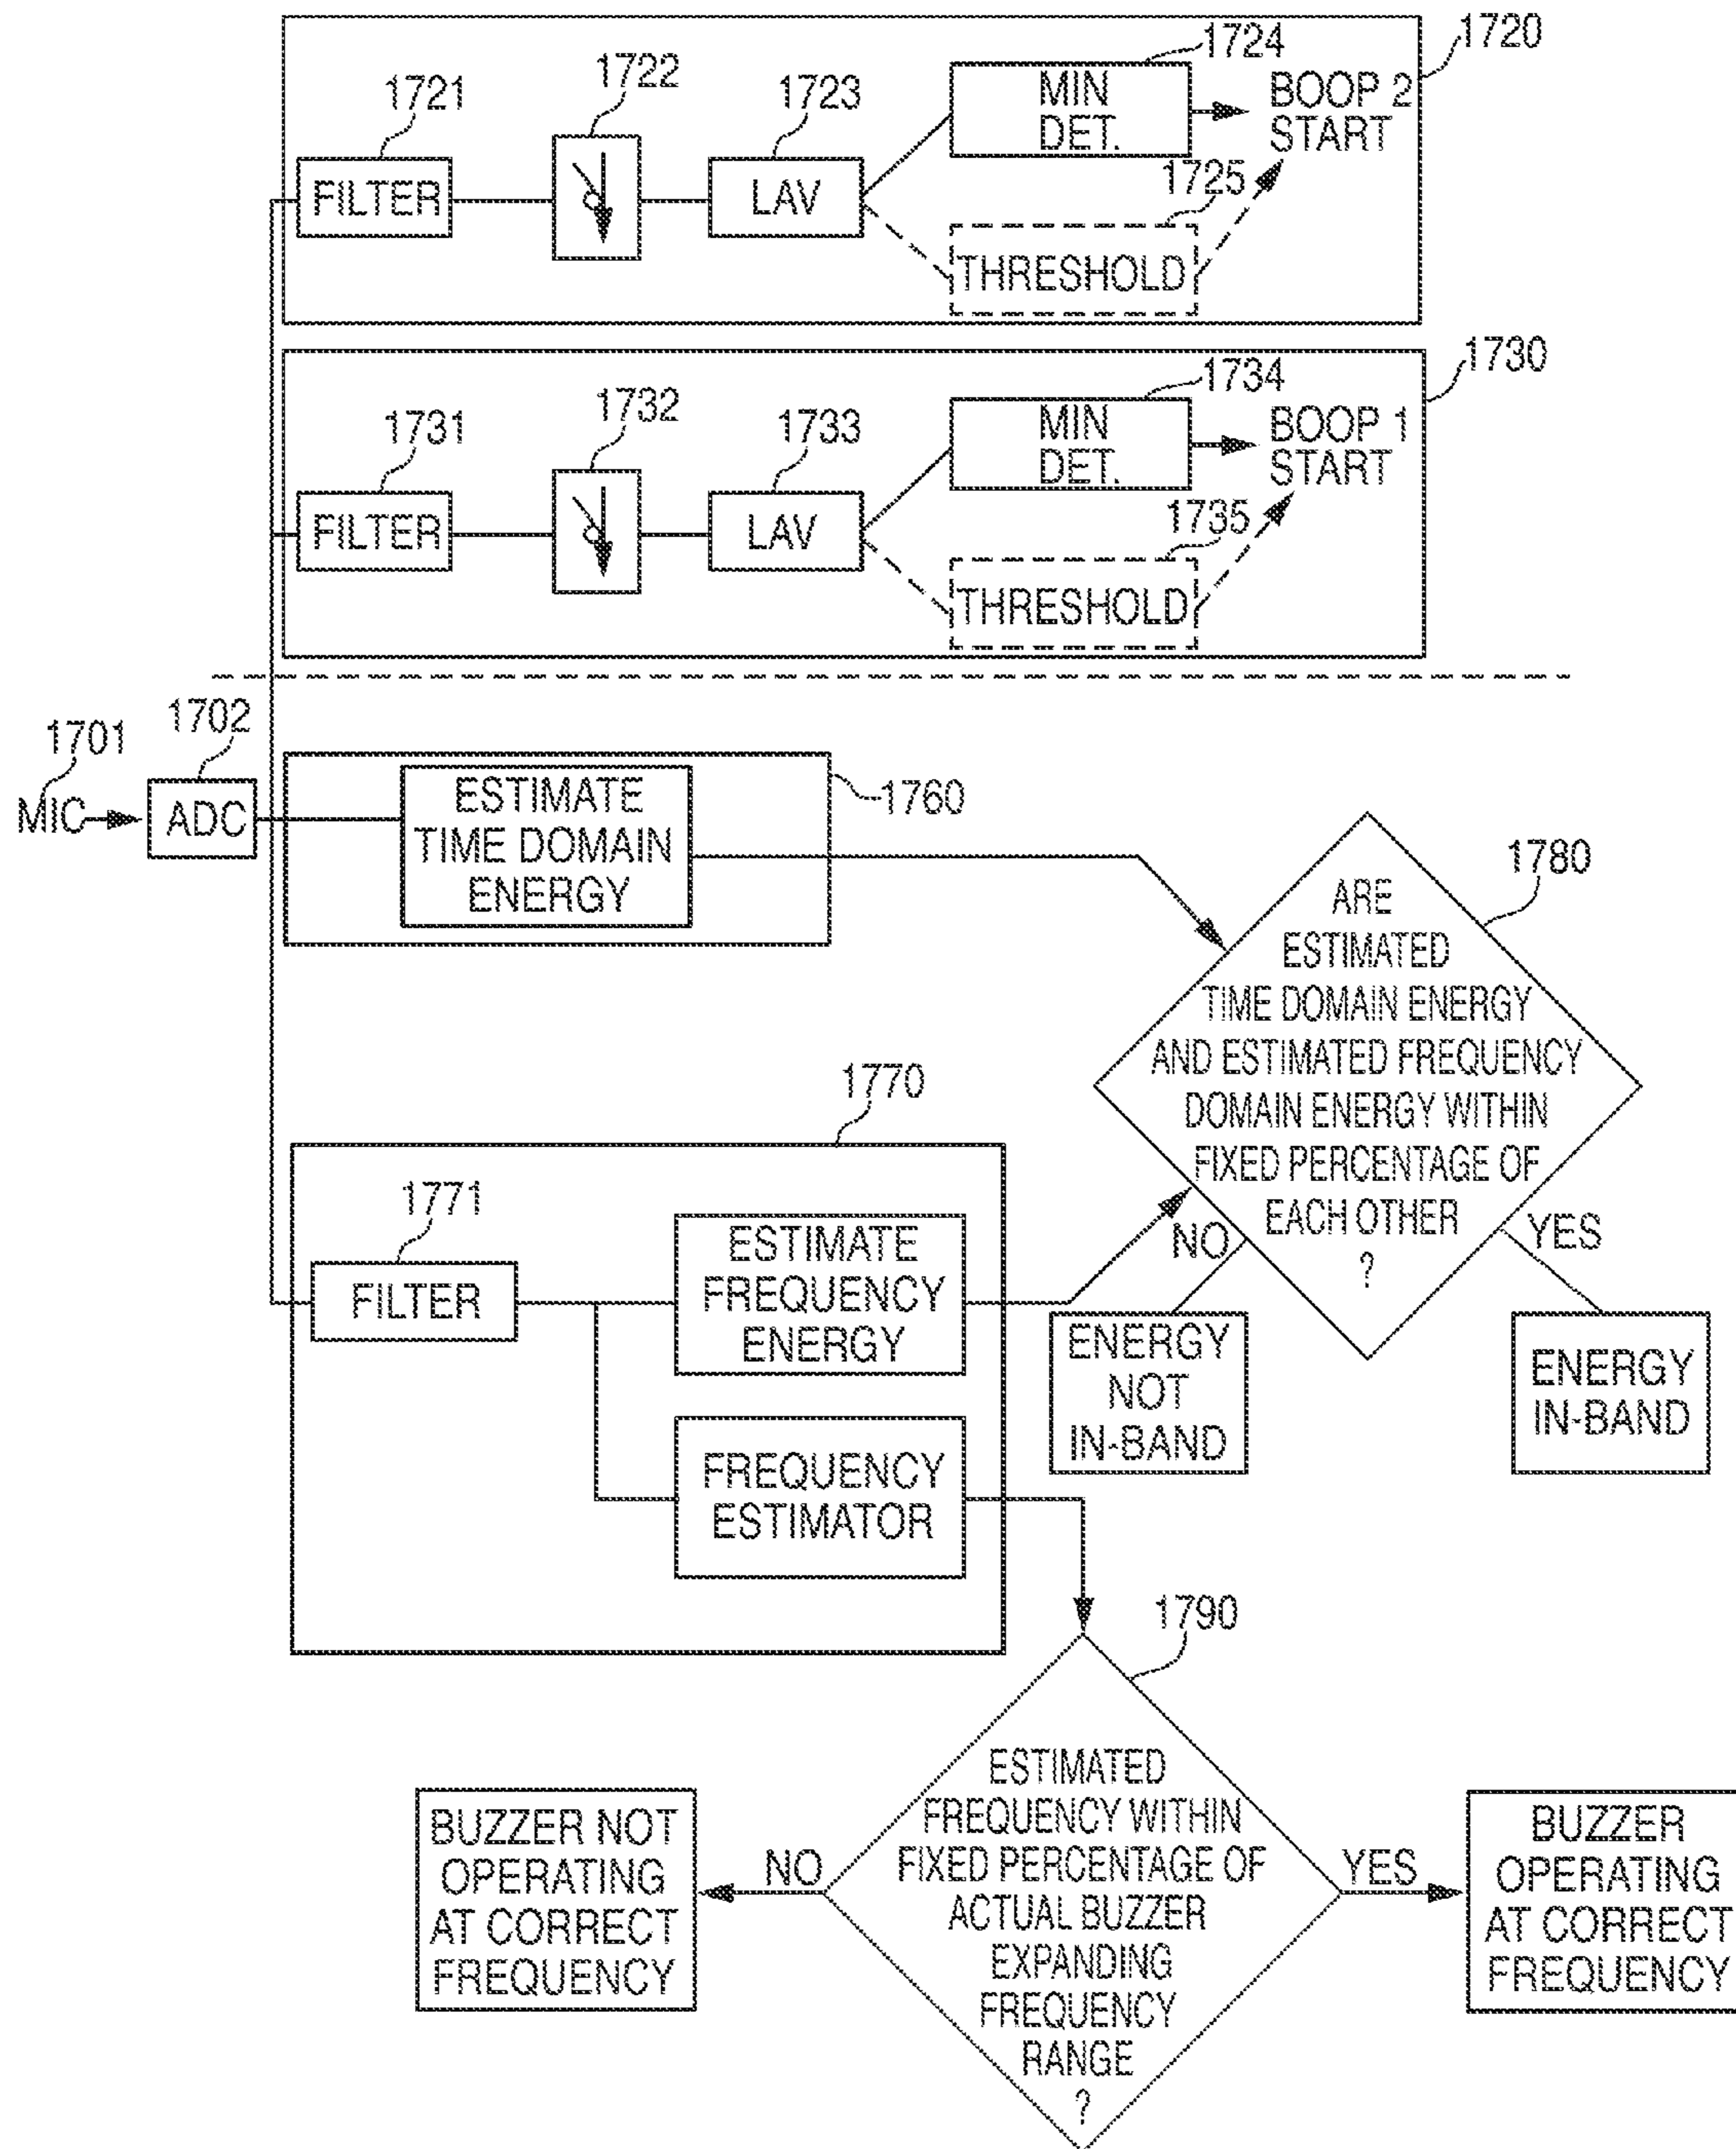 1720
1721
1722
1723
1724
FILTER
LAV
MIN
DET.
BOOP 2
START
1725
THRESHOLD
1730
1731
1732
1733
1734
FILTER
LAV
MIN
DET.
BOOP 1
START
1735
THRESHOLD
1701
MIC
1702
ADC
ESTIMATE
TIME DOMAIN
ENERGY
1760
1780
ARE
ESTIMATED
TIME DOMAIN ENERGY
AND ESTIMATED FREQUENCY
DOMAIN ENERGY WITHIN
FIXED PERCENTAGE OF
EACH OTHER
?
NO
YES
ENERGY
NOT
IN-BAND
ENERGY
IN-BAND
1770
1771
FILTER
ESTIMATE
FREQUENCY
ENERGY
FREQUENCY
ESTIMATOR
1790
ESTIMATED
FREQUENCY WITHIN
FIXED PERCENTAGE OF
ACTUAL BUZZER
EXPANDING
FREQUENCY
RANGE
?
NO
YES
BUZZER NOT
OPERATING
AT CORRECT
FREQUENCY
BUZZER
OPERATING
AT CORRECT
FREQUENCY